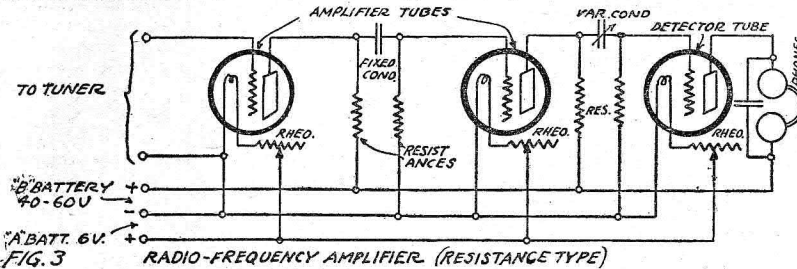 AMPLIFIER TUBES
VAR. COND
DETECTOR TUBE
FIXED
COND.
PHONES
TO TUNER
RHEO.
RHEO.
RES.
RHEO.
RESIST
ANCES
"B" BATTERY +
40-60V -
"A" BATT. 6V. +
FIG. 3 RADIO-FREQUENCY AMPLIFIER (RESISTANCE TYPE)